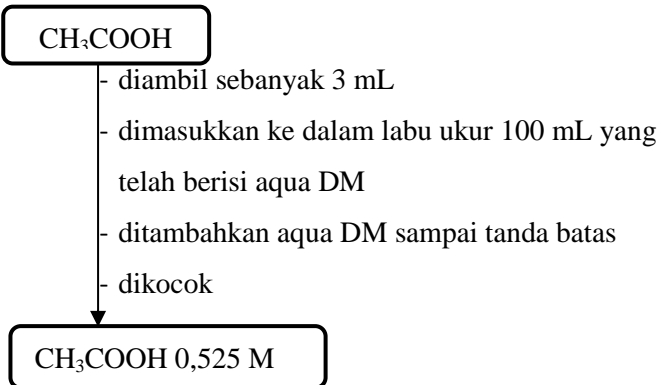 CH₃COOH
- diambil sebanyak 3 mL
- dimasukkan ke dalam labu ukur 100 mL yang
telah berisi aqua DM
- ditambahkan aqua DM sampai tanda batas
- dikocok
CH₃COOH 0,525 M